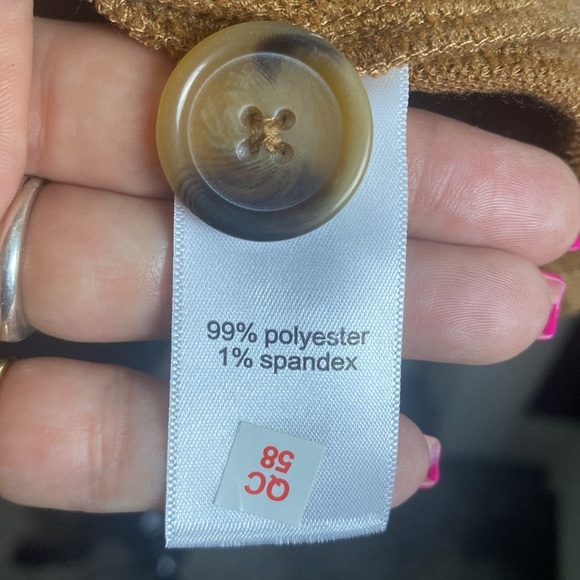 99% polyester
1% spandex
QC
58